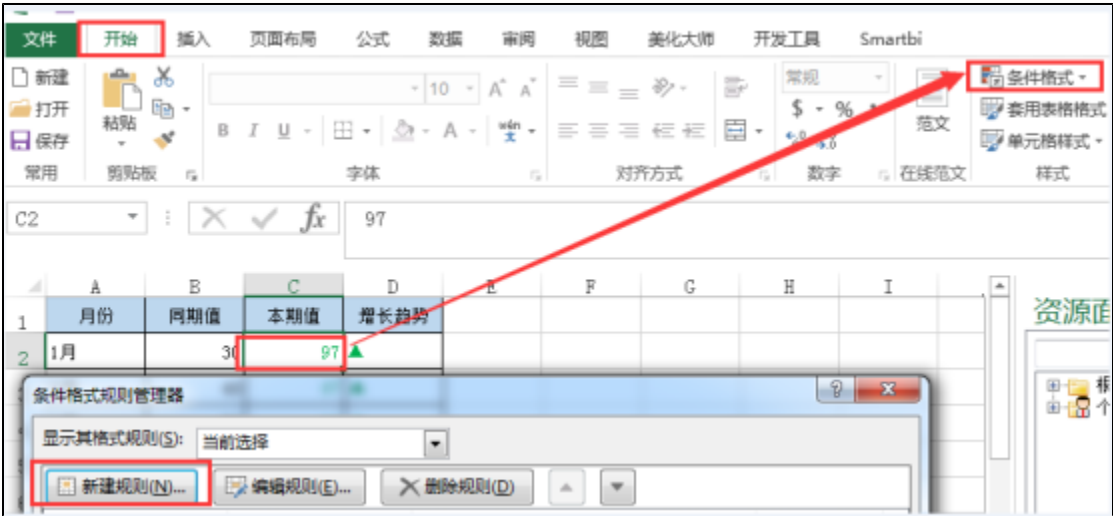 文件 开始 插入 页面布局 公式 数据 审阅 视图 美化大师 开发工具 Smartbi
新建 常规 条件格式
打开 粘贴 10 A A $ % 范文 套用表格格式
保存 B I U A wén 文 单元格样式
常用 剪贴板 字体 对齐方式 数字 在线范文 样式
C2 fx 97
A B C D E F G H I
1 月份 同期值 本期值 增长趋势 资源面
2 1月 30 97 ▲
条件格式规则管理器 ?
显示其格式规则(S): 当前选择
新建规则(N)... 编辑规则(E)... 删除规则(D)